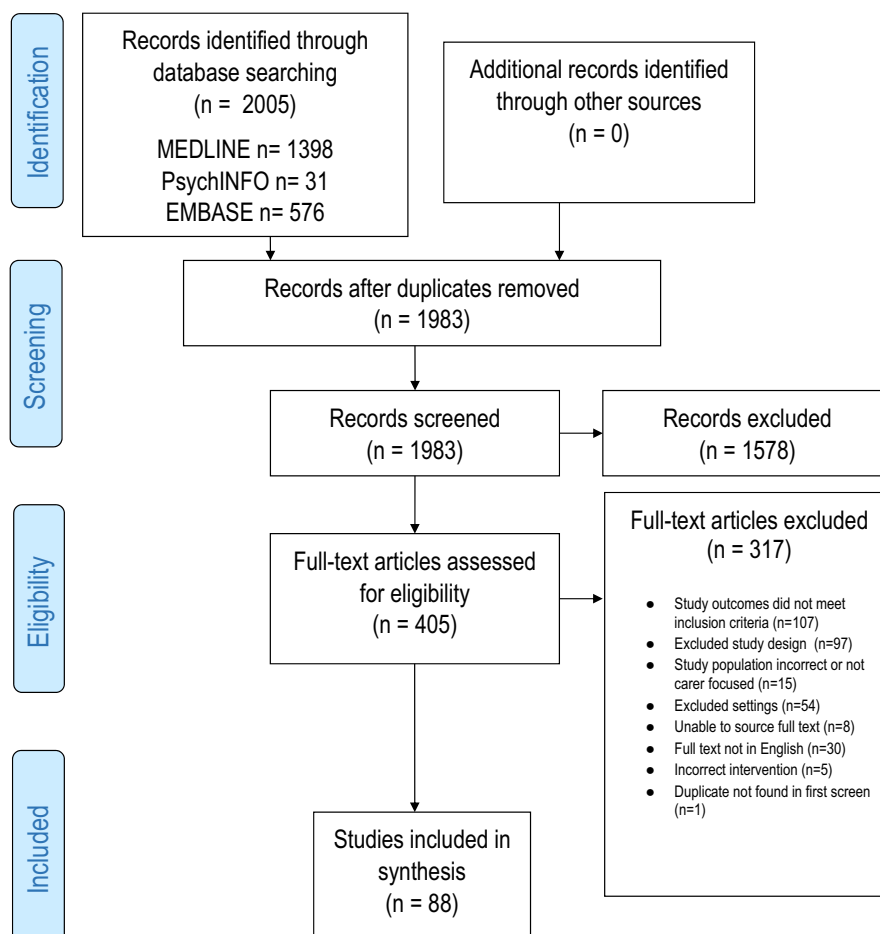 Identification
Records identified through
database searching
(n = 2005)
MEDLINE n= 1398
PsychINFO n= 31
EMBASE n= 576
Additional records identified
through other sources
(n = 0)
Screening
Records after duplicates removed
(n = 1983)
Records screened
(n = 1983)
Records excluded
(n = 1578)
Eligibility
Full-text articles assessed
for eligibility
(n = 405)
Full-text articles excluded
(n = 317)
● Study outcomes did not meet
inclusion criteria (n=107)
● Excluded study design (n=97)
● Study population incorrect or not
carer focused (n=15)
● Excluded settings (n=54)
● Unable to source full text (n=8)
● Full text not in English (n=30)
● Incorrect intervention (n=5)
● Duplicate not found in first screen
(n=1)
Included
Studies included in
synthesis
(n = 88)